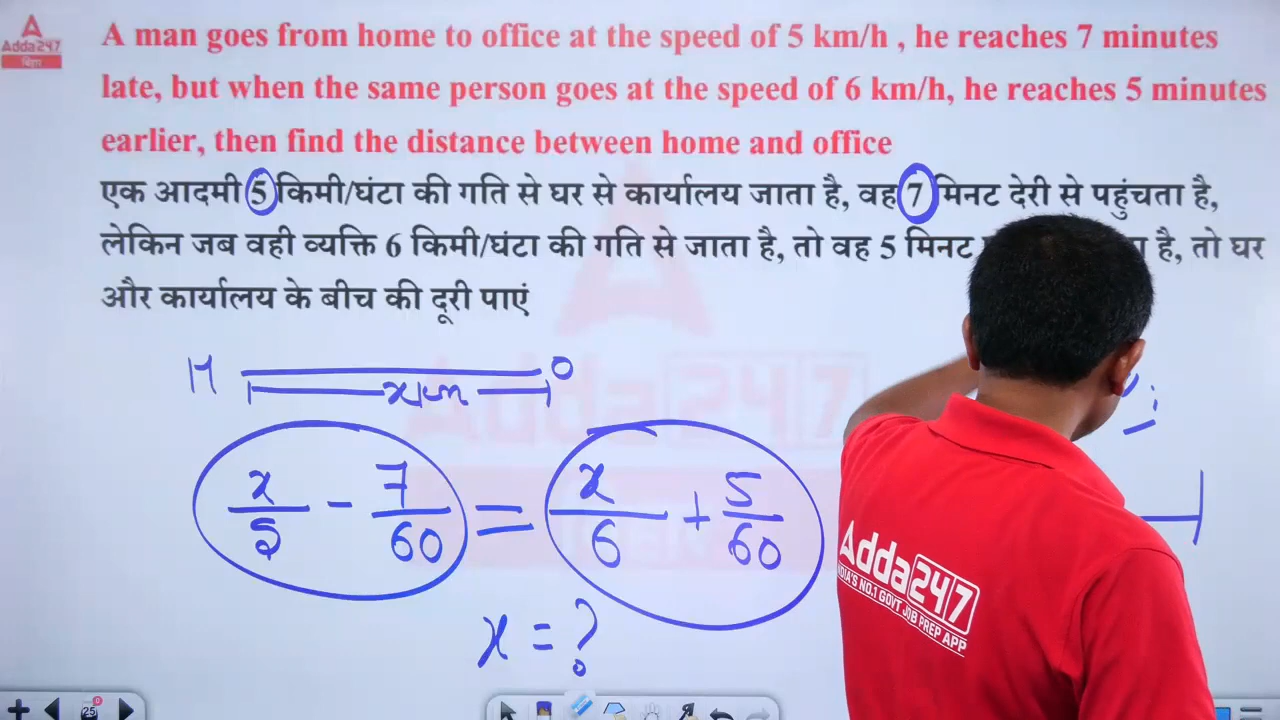 A man goes from home to office at the speed of 5 km/h , he reaches 7 minutes
late, but when the same person goes at the speed of 6 km/h, he reaches 5 minutes
earlier, then find the distance between home and office
एक आदमी 5 किमी/घंटा की गति से घर से कार्यालय जाता है, वह 7 मिनट देरी से पहुंचता है,
लेकिन जब वही व्यक्ति 6 किमी/घंटा की गति से जाता है, तो वह 5 मिनट है, तो घर
और कार्यालय के बीच की दूरी पाएं
Adda247
बिहार
H O
x/5 - 7/60 = x/6 + 5/60
x = ?
Adda247
INDIA'S NO.1 GOVT JOB PREP APP
Adda247
25